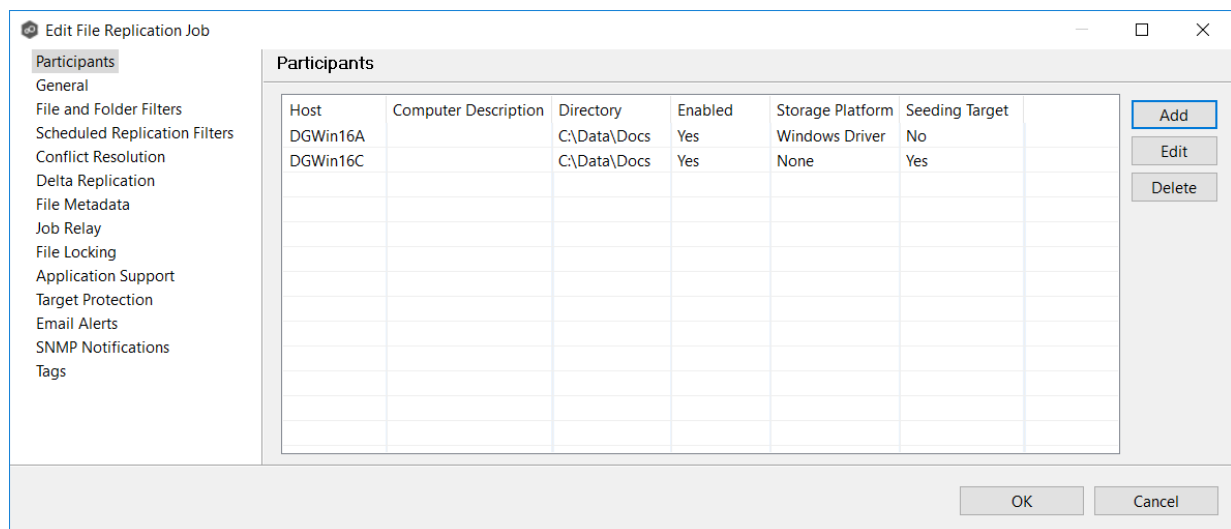 Edit File Replication Job
Participants
General
File and Folder Filters
Scheduled Replication Filters
Conflict Resolution
Delta Replication
File Metadata
Job Relay
File Locking
Application Support
Target Protection
Email Alerts
SNMP Notifications
Tags
Participants
Host Computer Description Directory Enabled Storage Platform Seeding Target
DGWin16A C:\Data\Docs Yes Windows Driver No
DGWin16C C:\Data\Docs Yes None Yes
Add
Edit
Delete
OK Cancel